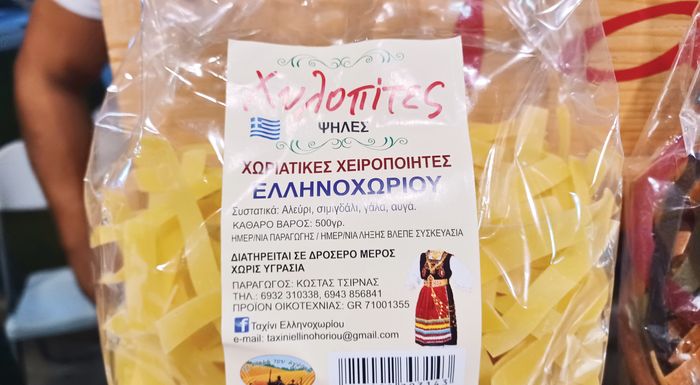 Χυλοπίτες
ΨΗΛΕΣ
ΧΩΡΙΑΤΙΚΕΣ ΧΕΙΡΟΠΟΙΗΤΕΣ
ΕΛΛΗΝΟΧΩΡΙΟΥ
Συστατικά: Αλεύρι, σιμιγδάλι, γάλα, αυγά.
ΚΑΘΑΡΟ ΒΑΡΟΣ: 500γρ.
ΗΜΕΡ/ΝΙΑ ΠΑΡΑΓΩΓΗΣ / ΗΜΕΡ/ΝΙΑ ΛΗΞΗΣ ΒΛΕΠΕ ΣΥΣΚΕΥΑΣΙΑ
ΔΙΑΤΗΡΕΙΤΑΙ ΣΕ ΔΡΟΣΕΡΟ ΜΕΡΟΣ
ΧΩΡΙΣ ΥΓΡΑΣΙΑ
ΠΑΡΑΓΩΓΟΣ: ΚΩΣΤΑΣ ΤΣΙΡΝΑΣ
ΤΗΛ.: 6932 310338, 6943 856841
ΠΡΟΪΟΝ ΟΙΚΟΤΕΧΝΙΑΣ: GR 71001355
f Ταχίνι Ελληνοχωρίου
e-mail: taxiniellinohoriou@gmail.com